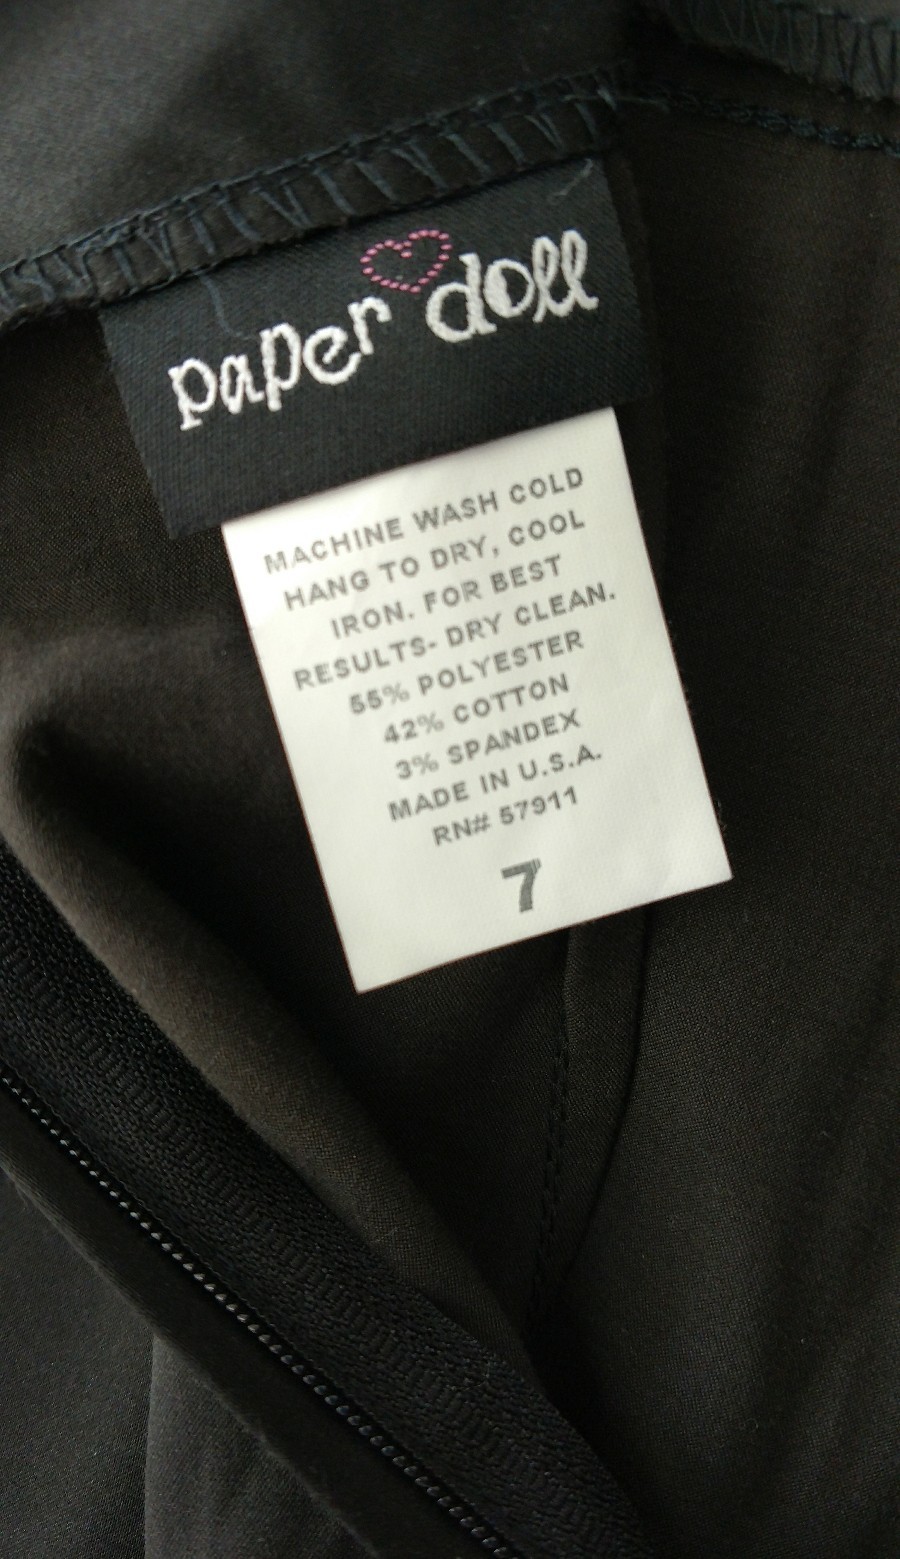 paper doll
MACHINE WASH COLD
HANG TO DRY, COOL
IRON. FOR BEST
RESULTS- DRY CLEAN.
55% POLYESTER
42% COTTON
3% SPANDEX
MADE IN U.S.A.
RN# 57911
7